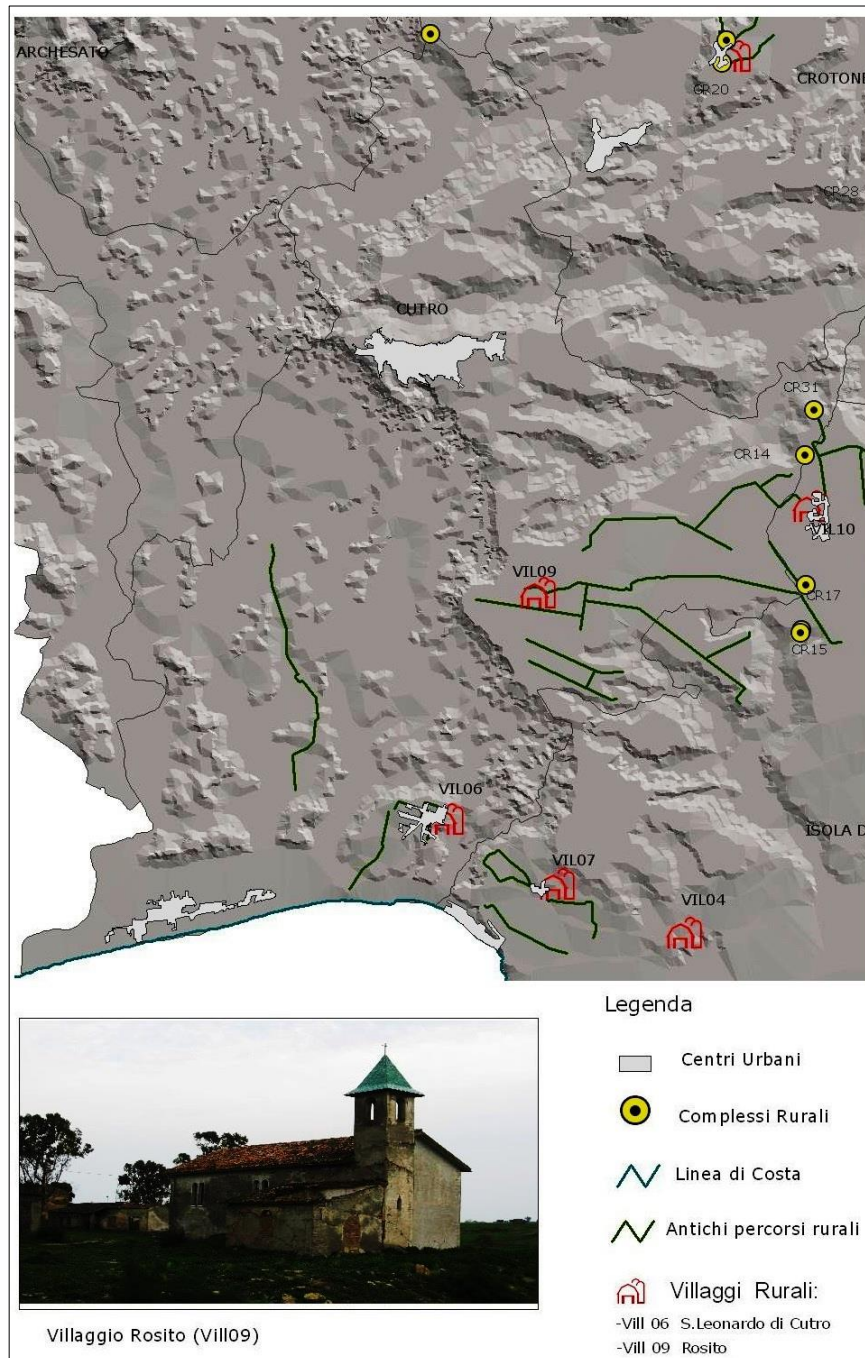 ARCHESATO
CR20
CROTONE
CR28
CUTRO
CR31
CR14
VIL10
VIL09
CR17
CR15
VIL06
ISOLA D
VIL07
VIL04
Legenda
Centri Urbani
Complessi Rurali
Linea di Costa
Antichi percorsi rurali
Villaggi Rurali:
-Vill 06 S.Leonardo di Cutro
-Vill 09 Rosito
Villaggio Rosito (Vill09)